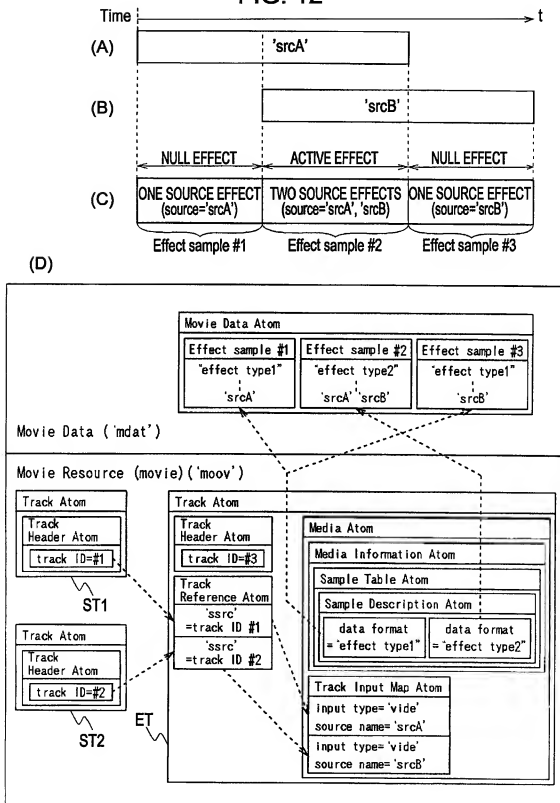 FIG. 12
Time
t
(A)
'srcA'
(B)
'srcB'
NULL EFFECT
ACTIVE EFFECT
NULL EFFECT
(C)
ONE SOURCE EFFECT
(source='srcA')
TWO SOURCE EFFECTS
(source='srcA', 'srcB)
ONE SOURCE EFFECT
(source='srcB')
Effect sample #1
Effect sample #2
Effect sample #3
(D)
Movie Data Atom
Effect sample #1
"effect type1"
'srcA'
Effect sample #2
"effect type2"
'srcA' 'srcB'
Effect sample #3
"effect type1"
'srcB'
Movie Data ('mdat')
Movie Resource (movie) ('moov')
Track Atom
Track
Header Atom
track ID=#1
ST1
Track Atom
Track
Header Atom
track ID=#2
ST2
ET
Track Atom
Track
Header Atom
track ID=#3
Track
Reference Atom
'ssrc'
=track ID #1
'ssrc'
=track ID #2
Media Atom
Media Information Atom
Sample Table Atom
Sample Description Atom
data format
="effect type1"
data format
="effect type2"
Track Input Map Atom
input type='vide'
source name='srcA'
input type='vide'
source name='srcB'